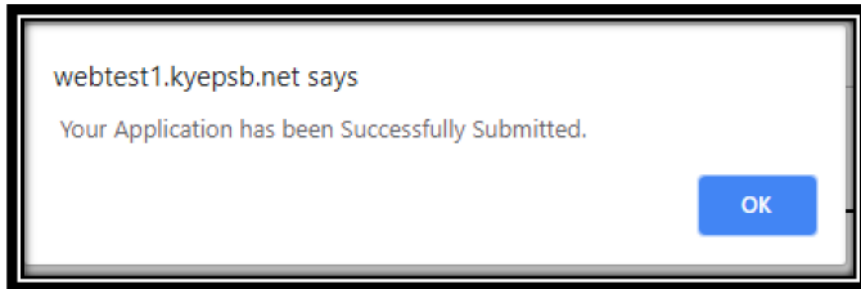 webtest1.kyepsb.net says
Your Application has been Successfully Submitted.
OK